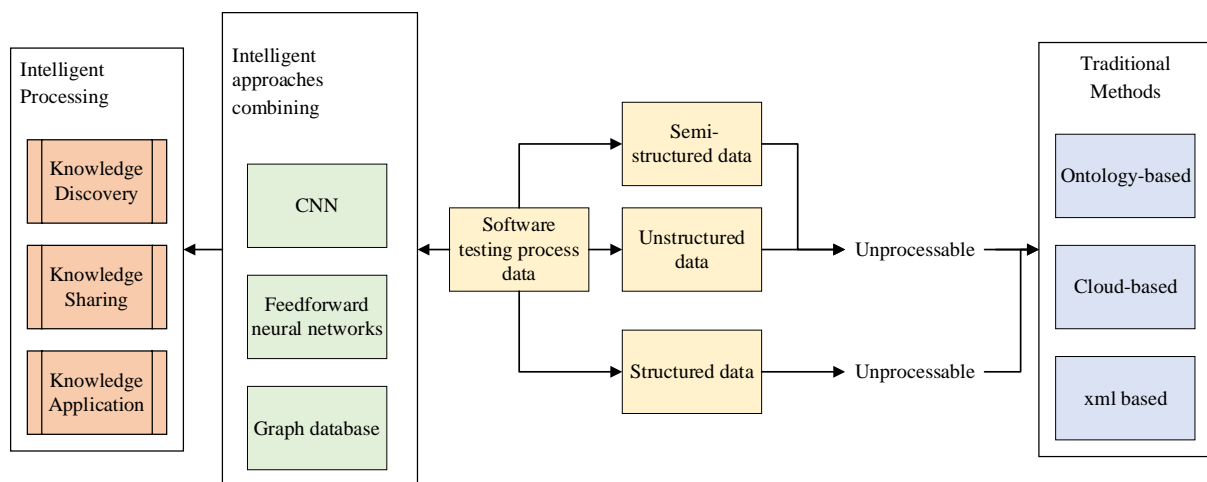 Intelligent
Processing
Knowledge
Discovery
Knowledge
Sharing
Knowledge
Application
Intelligent
approaches
combining
CNN
Feedforward
neural networks
Graph database
Software
testing process
data
Semi-
structured data
Unstructured
data
Structured data
Unprocessable
Unprocessable
Traditional
Methods
Ontology-based
Cloud-based
xml based